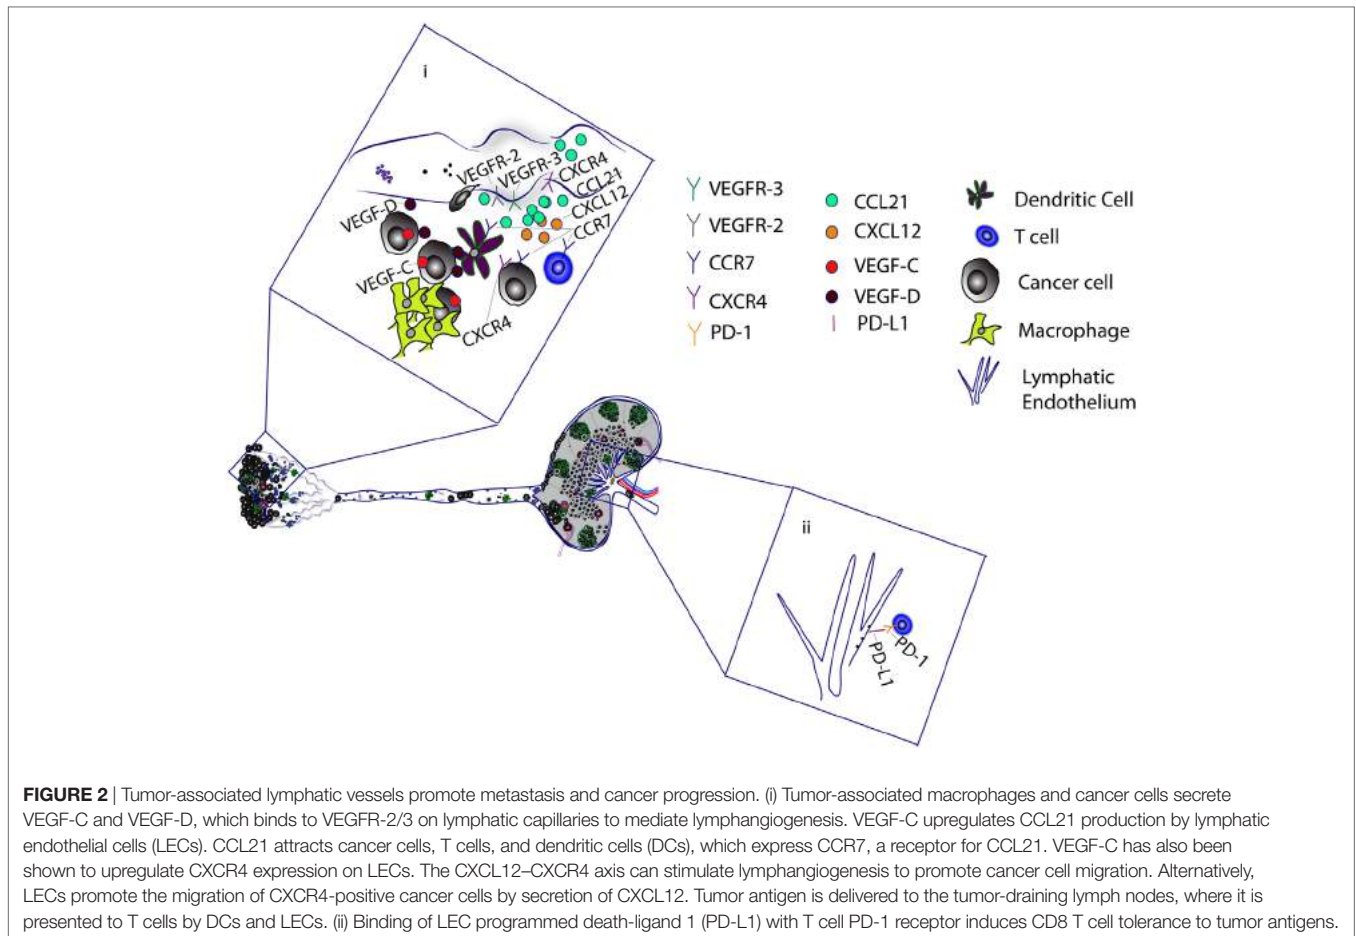 i
VEGFR-2
VEGFR-3
CXCR4
CCL21
CXCL12
CCR7
VEGF-D
VEGF-C
CXCR4
VEGFR-3
VEGFR-2
CCR7
CXCR4
PD-1
CCL21
CXCL12
VEGF-C
VEGF-D
PD-L1
Dendritic Cell
T cell
Cancer cell
Macrophage
Lymphatic
Endothelium
ii
PD-1
PD-L1
FIGURE 2 | Tumor-associated lymphatic vessels promote metastasis and cancer progression. (i) Tumor-associated macrophages and cancer cells secrete
VEGF-C and VEGF-D, which binds to VEGFR-2/3 on lymphatic capillaries to mediate lymphangiogenesis. VEGF-C upregulates CCL21 production by lymphatic
endothelial cells (LECs). CCL21 attracts cancer cells, T cells, and dendritic cells (DCs), which express CCR7, a receptor for CCL21. VEGF-C has also been
shown to upregulate CXCR4 expression on LECs. The CXCL12–CXCR4 axis can stimulate lymphangiogenesis to promote cancer cell migration. Alternatively,
LECs promote the migration of CXCR4-positive cancer cells by secretion of CXCL12. Tumor antigen is delivered to the tumor-draining lymph nodes, where it is
presented to T cells by DCs and LECs. (ii) Binding of LEC programmed death-ligand 1 (PD-L1) with T cell PD-1 receptor induces CD8 T cell tolerance to tumor antigens.